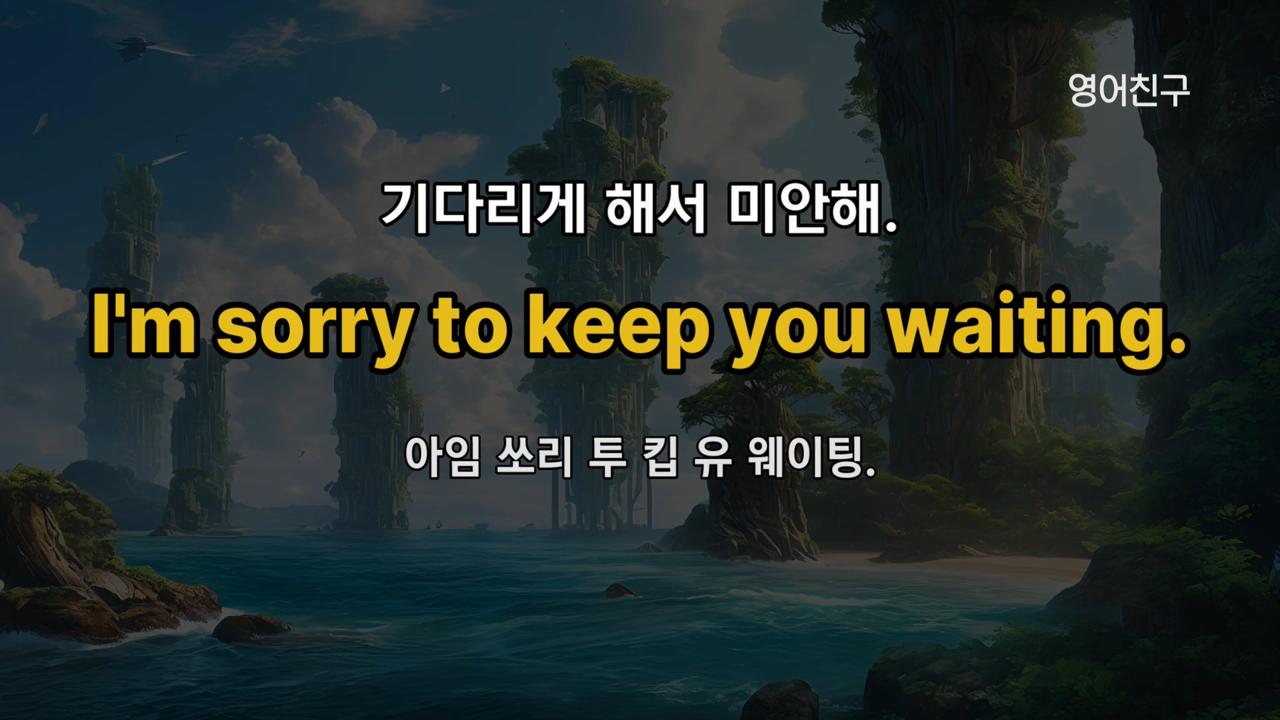 영어친구
기다리게 해서 미안해.
I'm sorry to keep you waiting.
아임 쏘리 투 킵 유 웨이팅.